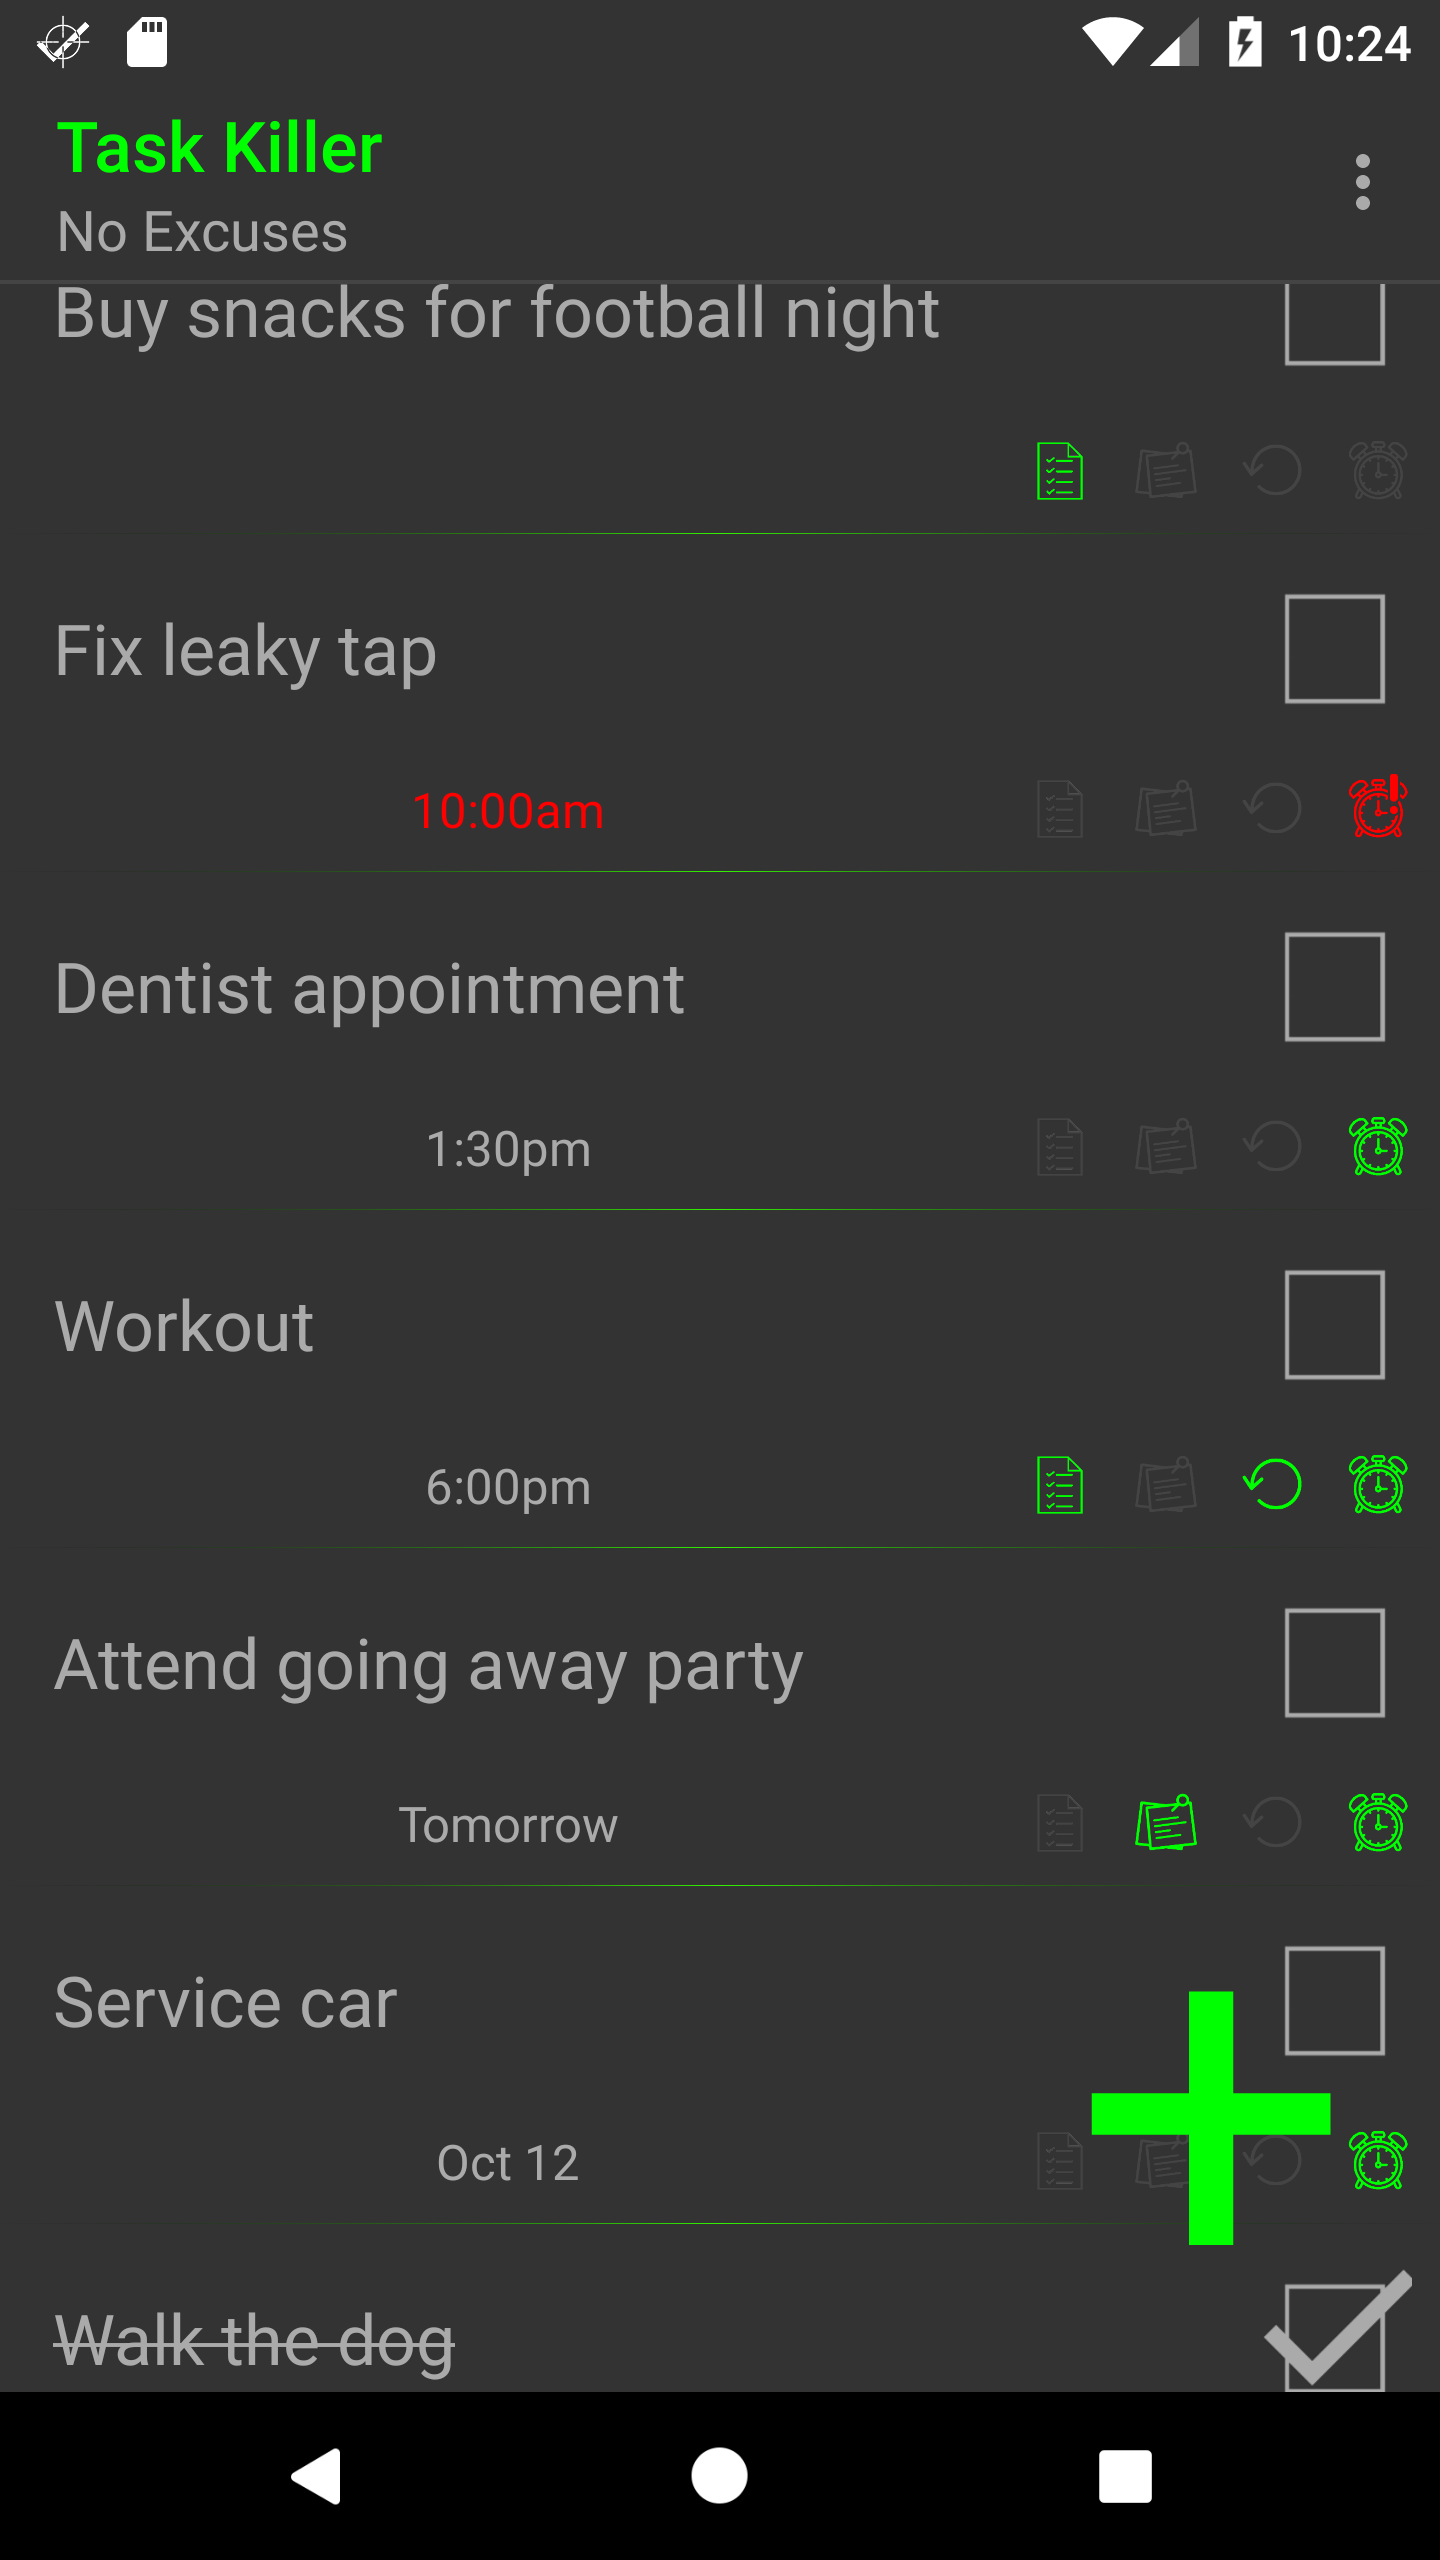 10:24
Task Killer
No Excuses
Buy snacks for football night
Fix leaky tap
10:00am
Dentist appointment
1:30pm
Workout
6:00pm
Attend going away party
Tomorrow
Service car
Oct 12
Walk the dog